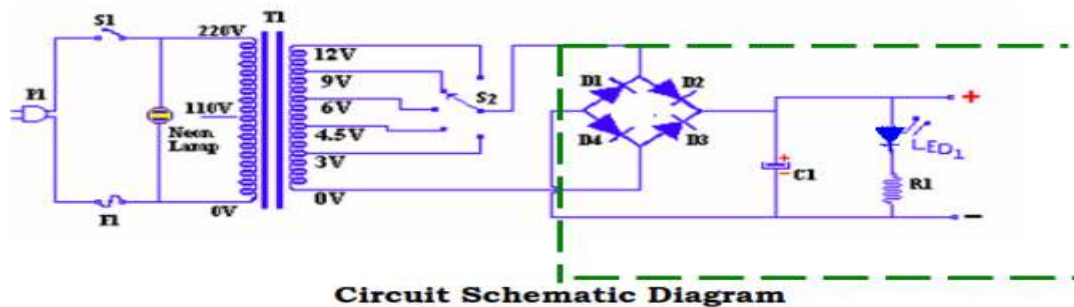 S1
T1
220V
12V
9V
S2
D1
D2
+
P1
110V
6V
Neon
Lamp
4.5V
D4
D3
+
-
C1
LED1
R1
3V
F1
0V
0V
-
Circuit Schematic Diagram